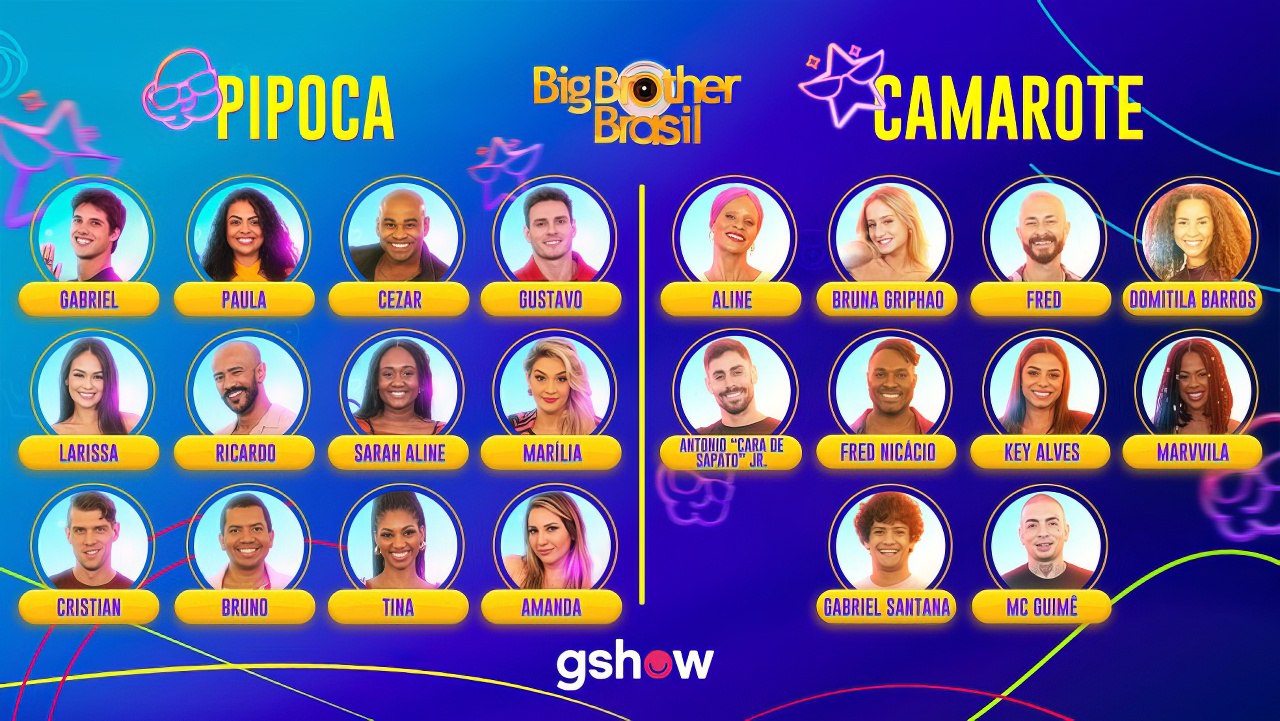 PIPOCA
Big Brother
Brasil
CAMAROTE
GABRIEL
PAULA
CEZAR
GUSTAVO
LARISSA
RICARDO
SARAH ALINE
MARÍLIA
CRISTIAN
BRUNO
TINA
AMANDA
ALINE
BRUNA GRIPHAO
FRED
DOMITILA BARROS
ANTONIO “CARA DE
SAPATO” JR.
FRED NICÁCIO
KEY ALVES
MARVVILA
GABRIEL SANTANA
MC GUIMÊ
gshow